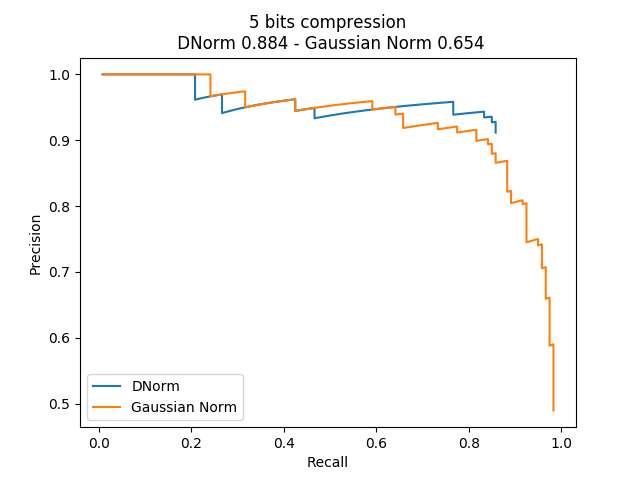 5 bits compression
DNorm 0.884 - Gaussian Norm 0.654
1.0
0.9
0.8
0.7
0.6
0.5
Precision
DNorm
Gaussian Norm
0.0 0.2 0.4 0.6 0.8 1.0
Recall